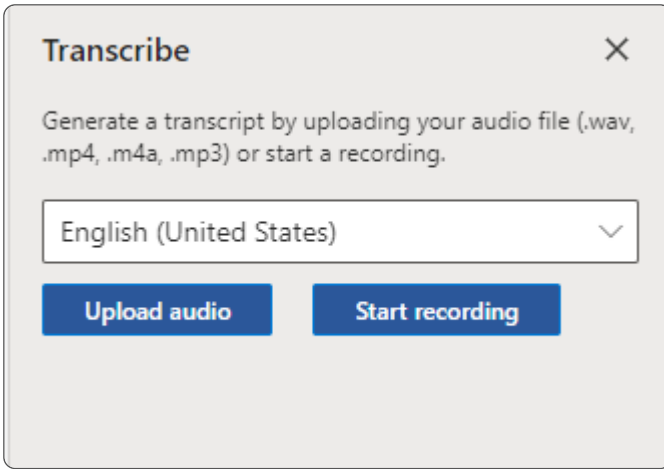 Transcribe
Generate a transcript by uploading your audio file (.wav,
.mp4, .m4a, .mp3) or start a recording.
English (United States)
Upload audio
Start recording